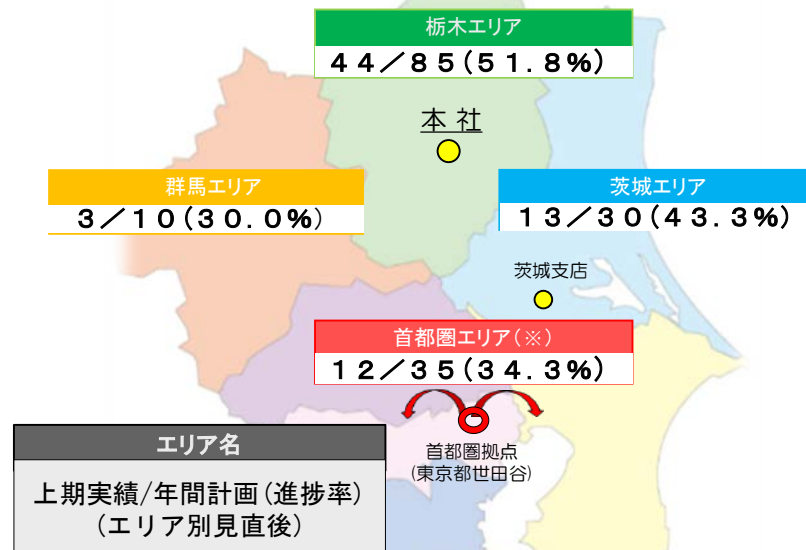 栃木エリア
４４／８５(５１.８%)
本 社
群馬エリア
３／１０(３０.０%)
茨城エリア
１３／３０(４３.３%)
茨城支店
首都圏エリア(※)
１２／３５(３４.３%)
首都圏拠点
(東京都世田谷)
エリア名
上期実績/年間計画(進捗率)
(エリア別見直後)